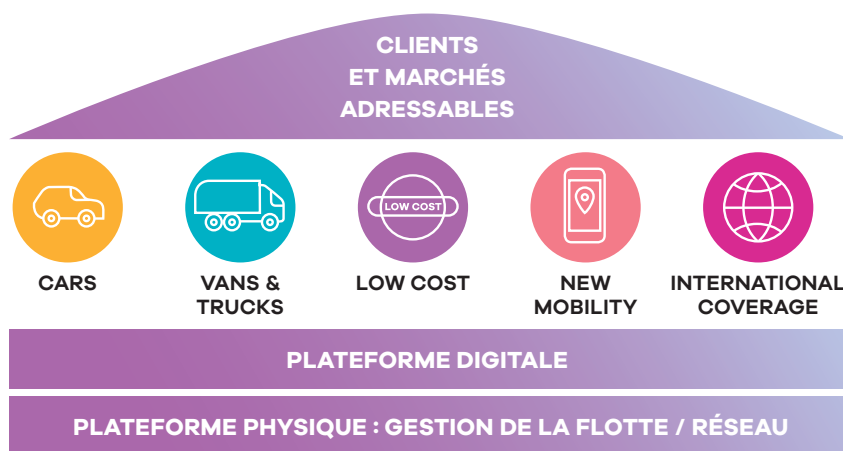 CLIENTS
ET MARCHÉS
ADRESSABLES
LOW COST
CARS
VANS &
TRUCKS
LOW COST
NEW
MOBILITY
INTERNATIONAL
COVERAGE
PLATEFORME DIGITALE
PLATEFORME PHYSIQUE : GESTION DE LA FLOTTE / RÉSEAU